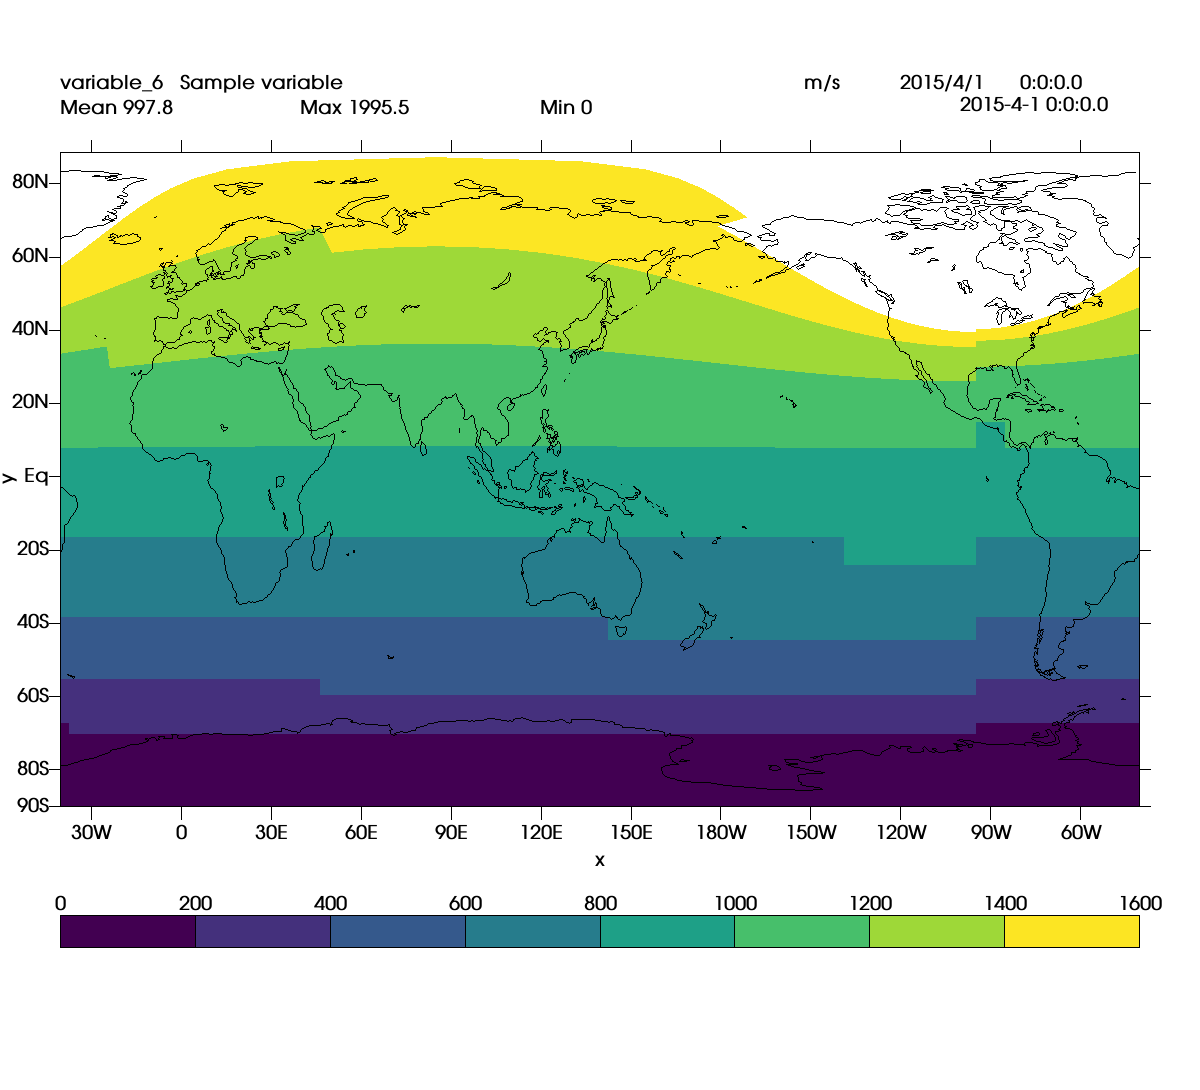 variable_6 Sample variable m/s 2015/4/1 0:0:0.0
Mean 997.8 Max 1995.5 Min 0 2015-4-1 0:0:0.0
80N
60N
40N
20N
y Eq
20S
40S
60S
80S
90S
30W 0 30E 60E 90E 120E 150E 180W 150W 120W 90W 60W
x
0 200 400 600 800 1000 1200 1400 1600